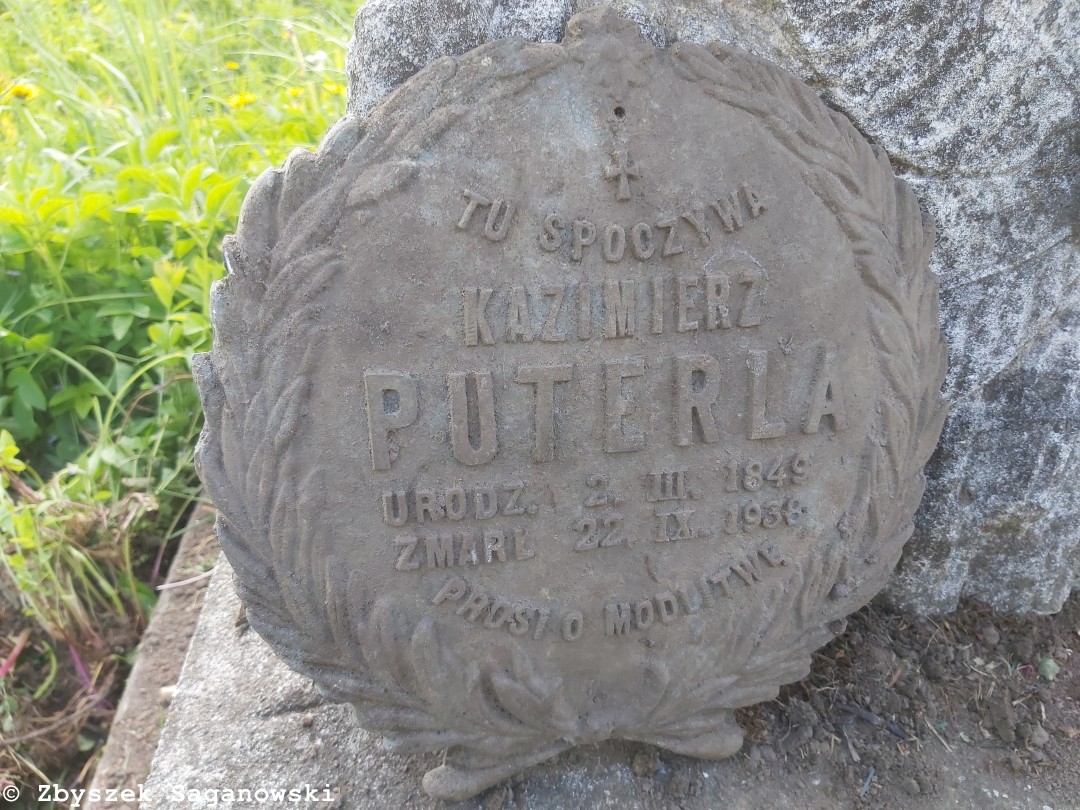 TU SPOCZYWA
KAZIMIERZ
PUTERLA
URODZ. 2. III. 1849
ZMARŁ 22. IX. 1938
PROSI O MODLITWĘ
© Zbyszek Saganowski